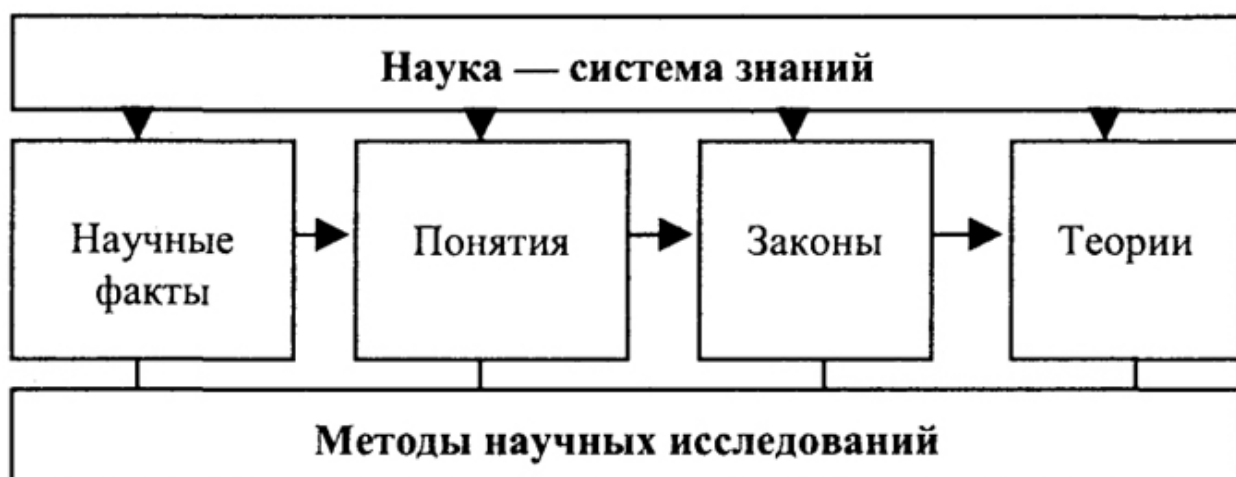 Наука — система знаний
Научные
факты
Понятия
Законы
Теории
Методы научных исследований